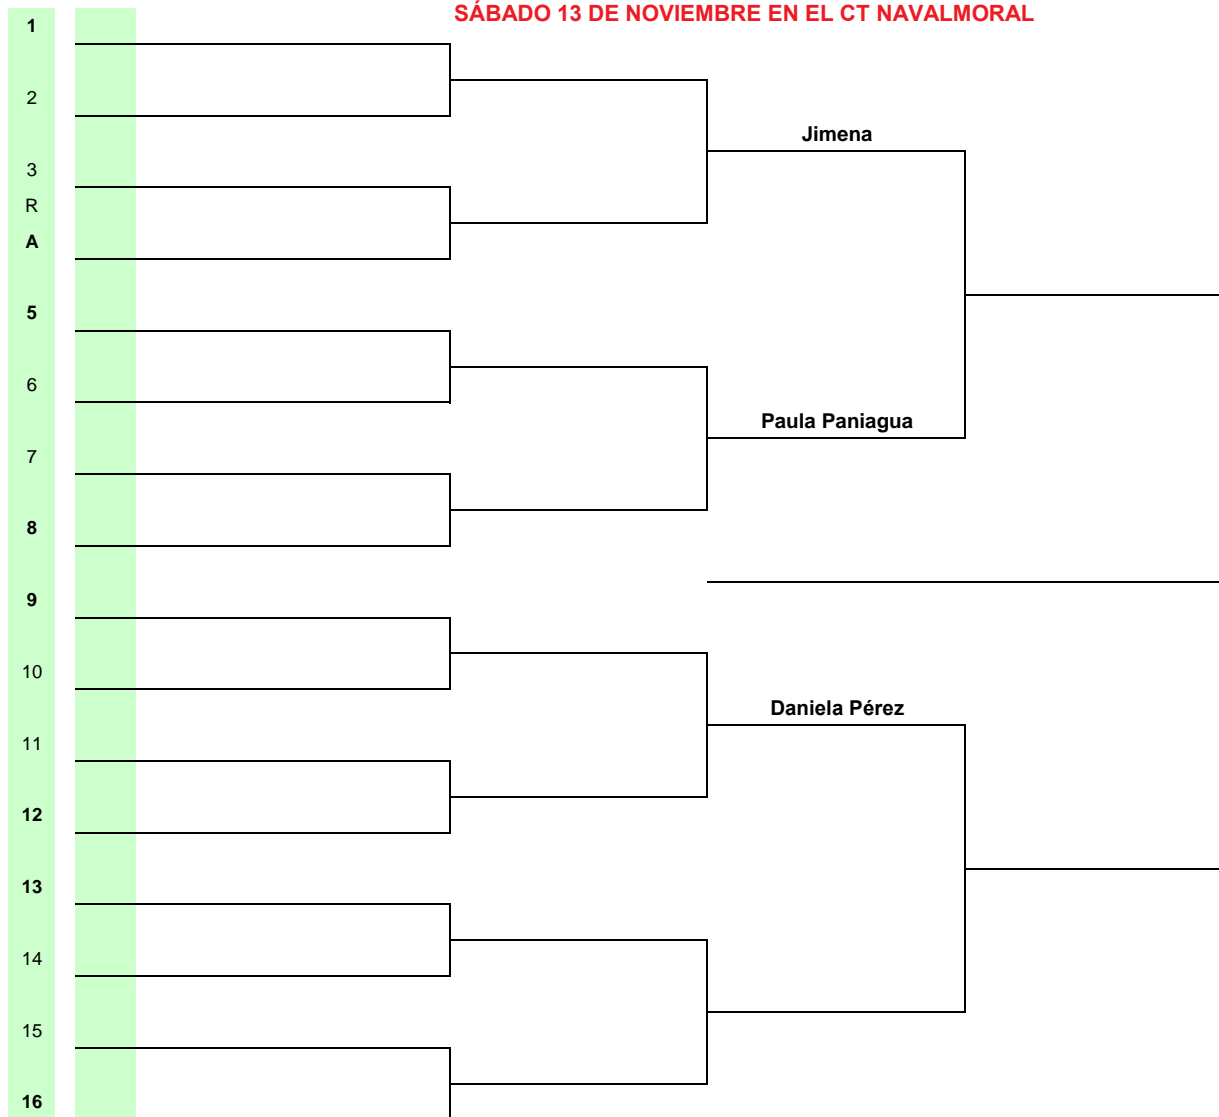 SÁBADO 13 DE NOVIEMBRE EN EL CT NAVALMORAL
1
2
Jimena
3
R
A
5
6
Paula Paniagua
7
8
9
10
Daniela Pérez
11
12
13
14
15
16